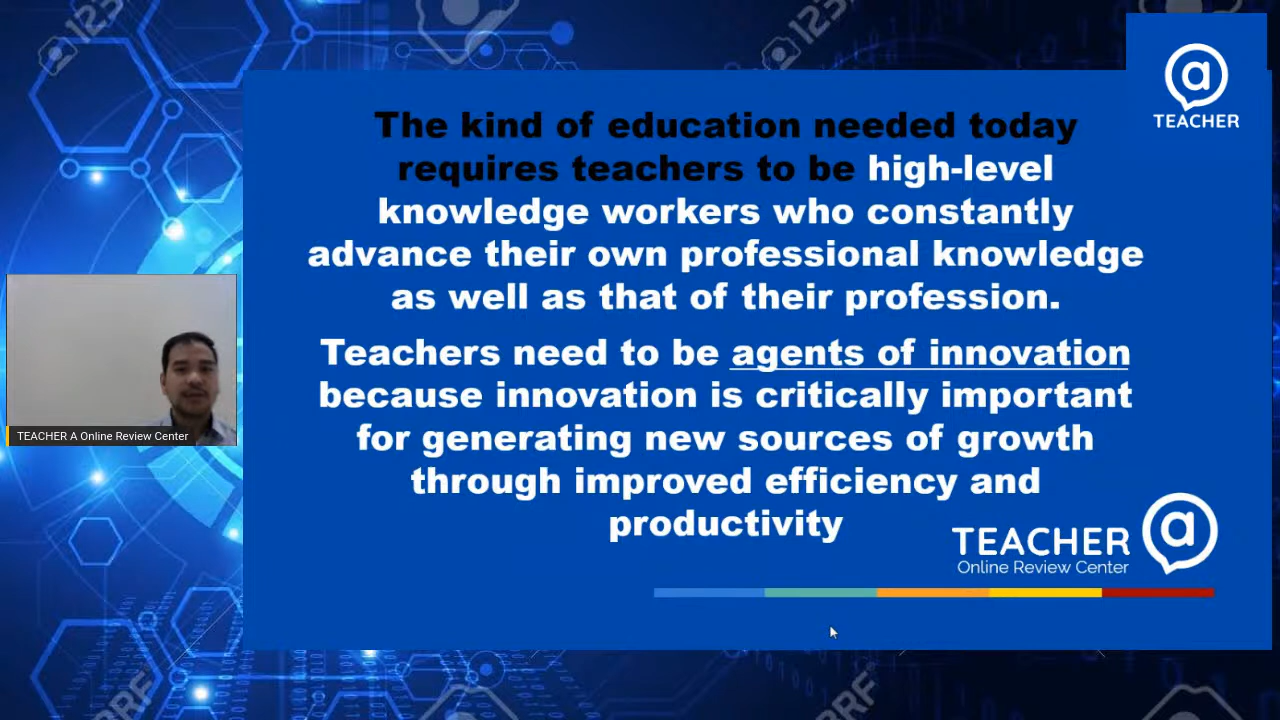 123RF
123RF
a
TEACHER
The kind of education needed today
requires teachers to be high-level
knowledge workers who constantly
advance their own professional knowledge
as well as that of their profession.
Teachers need to be agents of innovation
because innovation is critically important
for generating new sources of growth
through improved efficiency and
productivity
TEACHER a
Online Review Center
TEACHER A Online Review Center